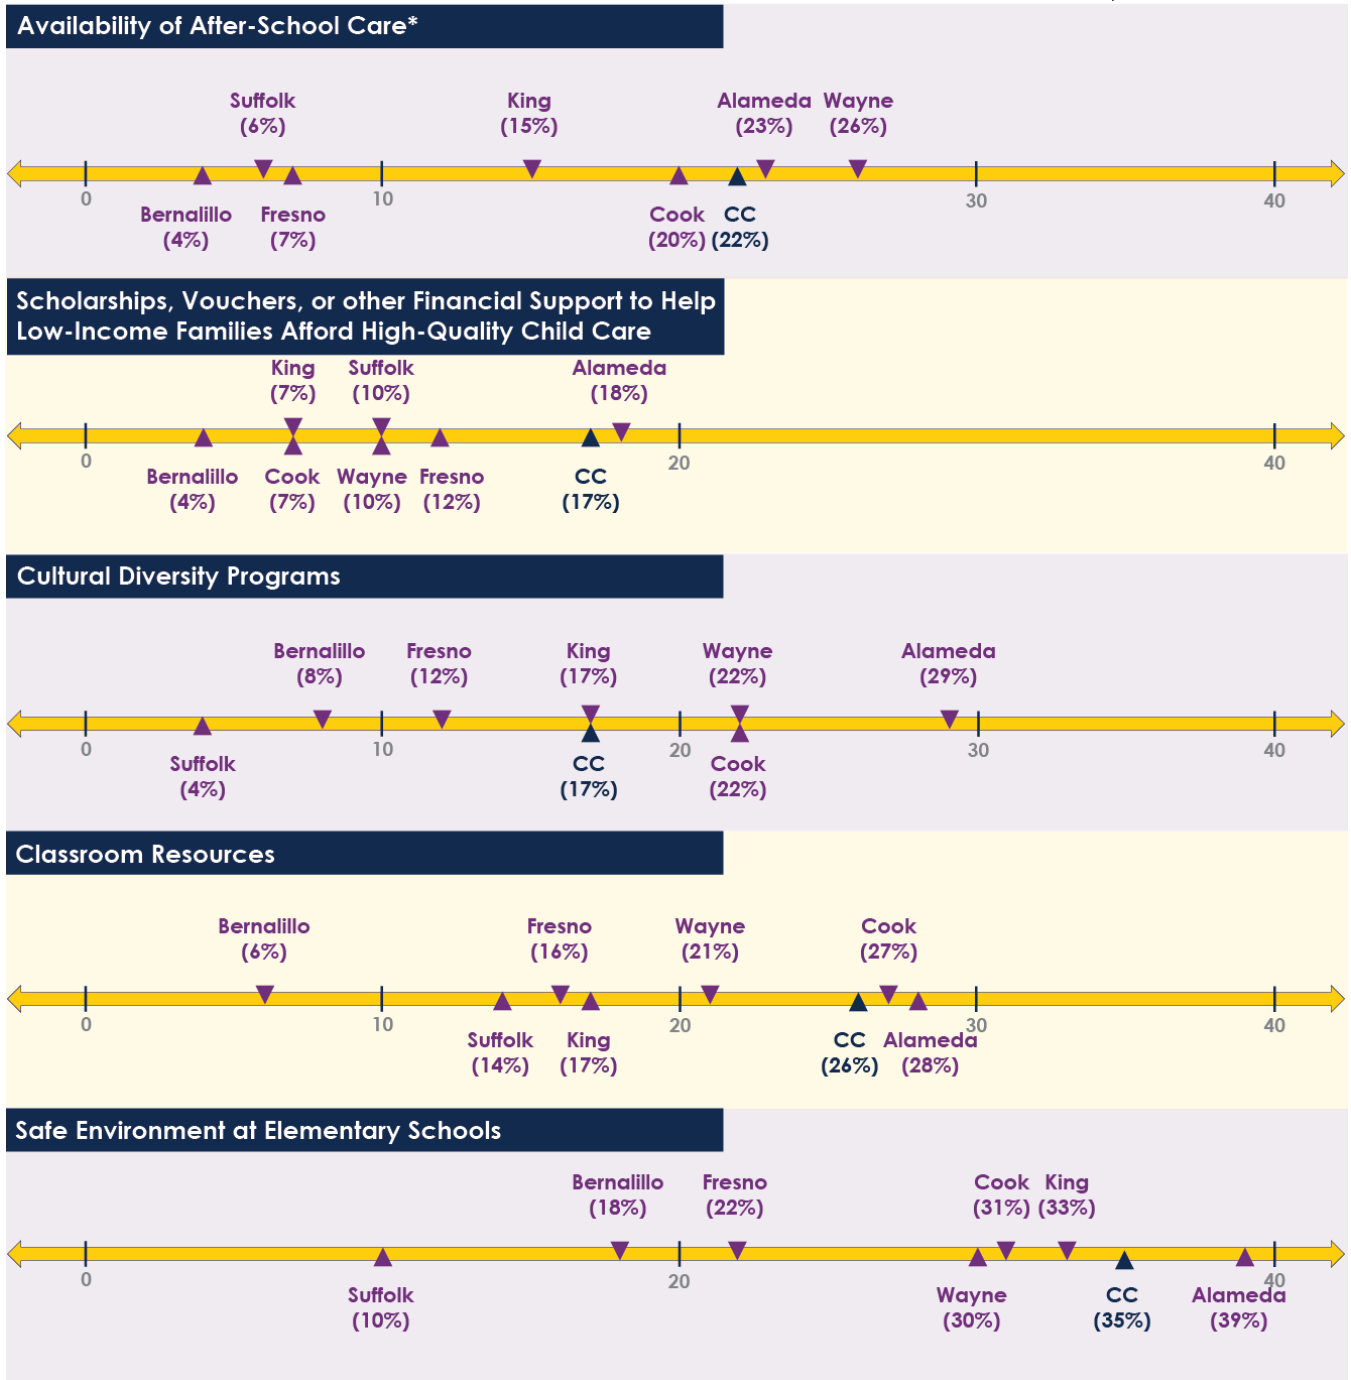 Availability of After-School Care*
Suffolk King Alameda Wayne
(6%) (15%) (23%) (26%)
0 10 30 40
Bernalillo Fresno Cook CC
(4%) (7%) (20%) (22%)
Scholarships, Vouchers, or other Financial Support to Help
Low-Income Families Afford High-Quality Child Care
King Suffolk Alameda
(7%) (10%) (18%)
0 20 40
Bernalillo Cook Wayne Fresno CC
(4%) (7%) (10%) (12%) (17%)
Cultural Diversity Programs
Bernalillo Fresno King Wayne Alameda
(8%) (12%) (17%) (22%) (29%)
0 10 20 30 40
Suffolk CC Cook
(4%) (17%) (22%)
Classroom Resources
Bernalillo Fresno Wayne Cook
(6%) (16%) (21%) (27%)
0 10 20 30 40
Suffolk King CC Alameda
(14%) (17%) (26%) (28%)
Safe Environment at Elementary Schools
Bernalillo Fresno Cook King
(18%) (22%) (31%) (33%)
0 20 40
Suffolk Wayne CC Alameda
(10%) (30%) (35%) (39%)